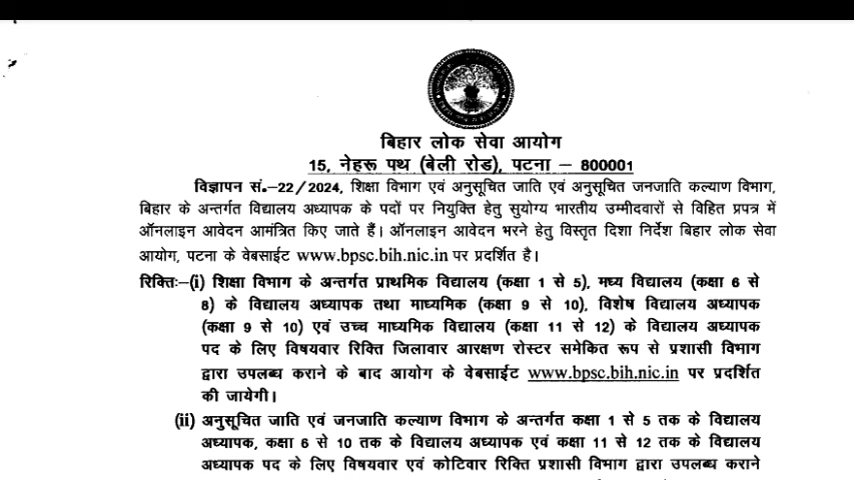 बिहार लोक सेवा आयोग
15, नेहरू पथ (बेली रोड), पटना – 800001
विज्ञापन सं.–22/2024, शिक्षा विभाग एवं अनुसूचित जाति एवं अनुसूचित जनजाति कल्याण विभाग,
बिहार के अन्तर्गत विद्यालय अध्यापक के पदों पर नियुक्ति हेतु सुयोग्य भारतीय उम्मीदवारों से विहित प्रपत्र में
ऑनलाइन आवेदन आमंत्रित किए जाते हैं। ऑनलाइन आवेदन भरने हेतु विस्तृत दिशा निर्देश बिहार लोक सेवा
आयोग, पटना के वेबसाईट www.bpsc.bih.nic.in पर प्रदर्शित है।
रिक्तिः–(i) शिक्षा विभाग के अन्तर्गत प्राथमिक विद्यालय (कक्षा 1 से 5), मध्य विद्यालय (कक्षा 6 से
8) के विद्यालय अध्यापक तथा माध्यमिक (कक्षा 9 से 10), विशेष विद्यालय अध्यापक
(कक्षा 9 से 10) एवं उच्च माध्यमिक विद्यालय (कक्षा 11 से 12) के विद्यालय अध्यापक
पद के लिए विषयवार रिक्ति जिलावार आरक्षण रोस्टर समेकित रूप से प्रशासी विभाग
द्वारा उपलब्ध कराने के बाद आयोग के वेबसाईट www.bpsc.bih.nic.in पर प्रदर्शित
की जायेगी।
(ii) अनुसूचित जाति एवं जनजाति कल्याण विभाग के अन्तर्गत कक्षा 1 से 5 तक के विद्यालय
अध्यापक, कक्षा 6 से 10 तक के विद्यालय अध्यापक एवं कक्षा 11 से 12 तक के विद्यालय
अध्यापक पद के लिए विषयवार एवं कोटिवार रिक्ति प्रशासी विभाग द्वारा उपलब्ध कराने